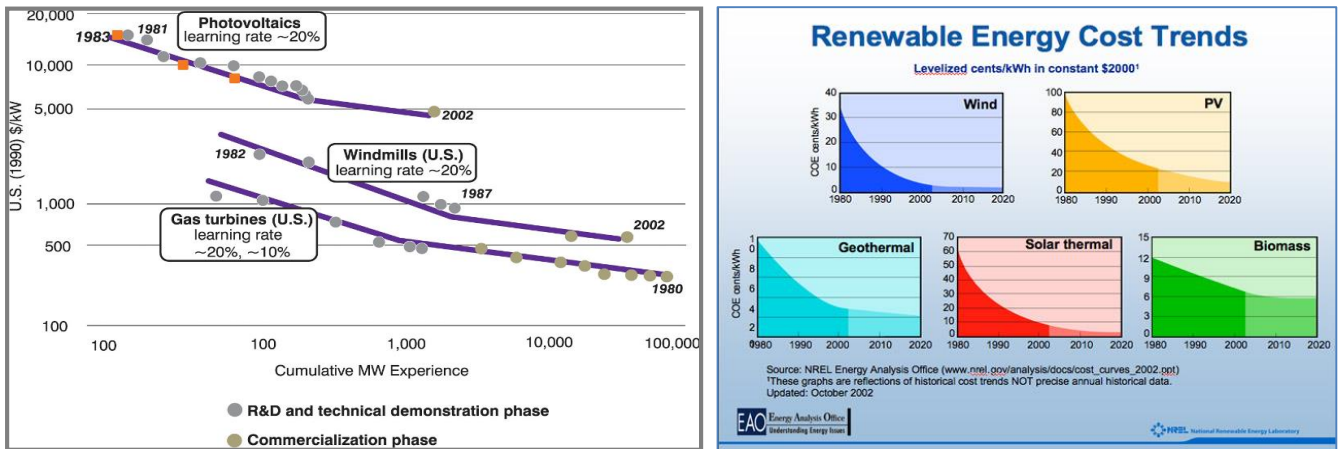 20,000
10,000
5,000
1,000
500
100
U.S. (1990) $/kW
1983
1981
Photovoltaics
learning rate ~20%
2002
1982
Windmills (U.S.)
learning rate ~20%
1987
2002
Gas turbines (U.S.)
learning rate
~20%, ~10%
1980
100 100 1,000 10,000 100,000
Cumulative MW Experience
R&D and technical demonstration phase
Commercialization phase
Renewable Energy Cost Trends
Levelized cents/kWh in constant $2000¹
COE cents/kWh
40
30
20
10
0
Wind
1980 1990 2000 2010 2020
100
80
60
40
20
0
PV
1980 1990 2000 2010 2020
COE cents/kWh
1
0
8
6
4
2
0
Geothermal
1980 1990 2000 2010 2020
70
60
50
40
30
20
10
0
Solar thermal
1980 1990 2000 2010 2020
15
12
9
6
3
0
Biomass
1980 1990 2000 2010 2020
Source: NREL Energy Analysis Office (www.nrel.gov/analysis/docs/cost_curves_2002.ppt)
¹These graphs are reflections of historical cost trends NOT precise annual historical data.
Updated: October 2002
EAO Energy Analysis Office
Understanding Energy Issues
NREL National Renewable Energy Laboratory